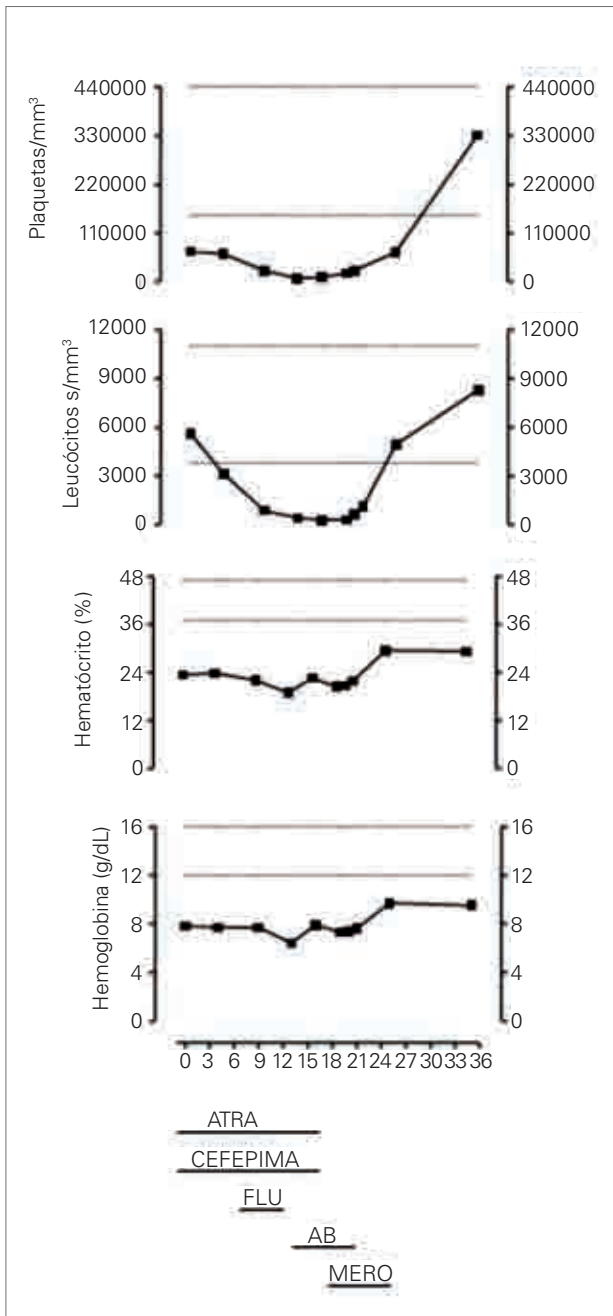 Plaquetas/mm³
440000 440000
330000 330000
220000 220000
110000 110000
0 0
Leucócitos s/mm³
12000 12000
9000 9000
6000 6000
3000 3000
0 0
Hematócrito (%)
48 48
36 36
24 24
12 12
0 0
Hemoglobina (g/dL)
16 16
12 12
8 8
4 4
0 0
0 3 6 9 12 15 18 21 24 27 30 33 36
ATRA
CEFEPIMA
FLU
AB
MERO